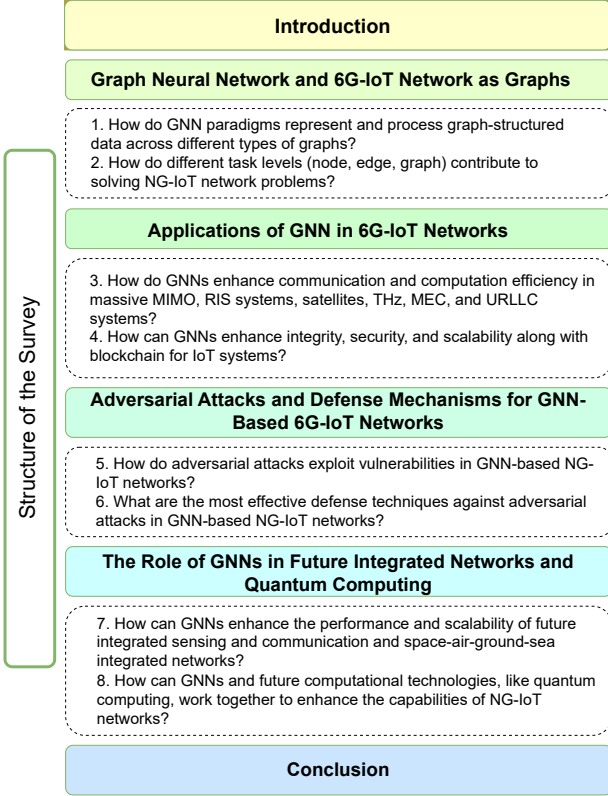 Introduction
Graph Neural Network and 6G-IoT Network as Graphs
1. How do GNN paradigms represent and process graph-structured
data across different types of graphs?
2. How do different task levels (node, edge, graph) contribute to
solving NG-IoT network problems?
Structure of the Survey
Applications of GNN in 6G-IoT Networks
3. How do GNNs enhance communication and computation efficiency in
massive MIMO, RIS systems, satellites, THz, MEC, and URLLC
systems?
4. How can GNNs enhance integrity, security, and scalability along with
blockchain for IoT systems?
Adversarial Attacks and Defense Mechanisms for GNN-
Based 6G-IoT Networks
5. How do adversarial attacks exploit vulnerabilities in GNN-based NG-
IoT networks?
6. What are the most effective defense techniques against adversarial
attacks in GNN-based NG-IoT networks?
The Role of GNNs in Future Integrated Networks and
Quantum Computing
7. How can GNNs enhance the performance and scalability of future
integrated sensing and communication and space-air-ground-sea
integrated networks?
8. How can GNNs and future computational technologies, like quantum
computing, work together to enhance the capabilities of NG-IoT
networks?
Conclusion